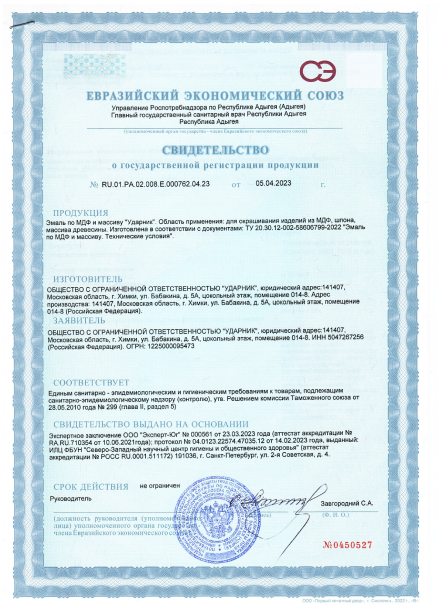 СЭ
ЕВРАЗИЙСКИЙ ЭКОНОМИЧЕСКИЙ СОЮЗ
Управление Роспотребнадзора по Республике Адыгея (Адыгея)
Главный государственный санитарный врач Республики Адыгея
Республика Адыгея
(уполномоченный орган государства - члена Евразийского экономического союза)
СВИДЕТЕЛЬСТВО
о государственной регистрации продукции
№ RU.01.РА.02.008.Е.000762.04.23 от 05.04.2023 г.
ПРОДУКЦИЯ
Эмаль по МДФ и массиву "Ударник". Область применения: для окрашивания изделий из МДФ, шпона,
массива древесины. Изготовлена в соответствии с документами: ТУ 20.30.12-002-58606799-2022 "Эмаль
по МДФ и массиву. Технические условия".
ИЗГОТОВИТЕЛЬ
ОБЩЕСТВО С ОГРАНИЧЕННОЙ ОТВЕТСТВЕННОСТЬЮ "УДАРНИК", юридический адрес:141407,
Московская область, г. Химки, ул. Бабакина, д. 5А, цокольный этаж, помещение 014-8. Адрес
производства: 141407, Московская область, г. Химки, ул. Бабакина, д. 5А, цокольный этаж, помещение
014-8 (Российская Федерация).
ЗАЯВИТЕЛЬ
ОБЩЕСТВО С ОГРАНИЧЕННОЙ ОТВЕТСТВЕННОСТЬЮ "УДАРНИК", юридический адрес:141407,
Московская область, г. Химки, ул. Бабакина, д. 5А, цокольный этаж, помещение 014-8. ИНН 5047267256
(Российская Федерация). ОГРН: 1225000095473
СООТВЕТСТВУЕТ
Единым санитарно - эпидемиологическим и гигиеническим требованиям к товарам, подлежащим
санитарно-эпидемиологическому надзору (контролю), утв. Решением комиссии Таможенного союза от
28.05.2010 года № 299 (глава II, раздел 5)
СВИДЕТЕЛЬСТВО ВЫДАНО НА ОСНОВАНИИ
Экспертное заключение ООО "Эксперт-Юг" № 000561 от 23.03.2023 года (аттестат аккредитации №
RA.RU.710354 от 10.06.2021года); протокол № 04.0123.22574.47035.12 от 14.02.2023 года, выданный:
ИЛЦ ФБУН "Северо-Западный научный центр гигиены и общественного здоровья" (аттестат
аккредитации № РОСС RU.0001.511172) 191036, г. Санкт-Петербург, ул. 2-я Советская, д. 4.
СРОК ДЕЙСТВИЯ не ограничен
Руководитель Завгородний С.А.
(должность руководителя (уполномоченного (Ф. И. О.)
лица) уполномоченного органа государства -
члена Евразийского экономического союза)
№0450527